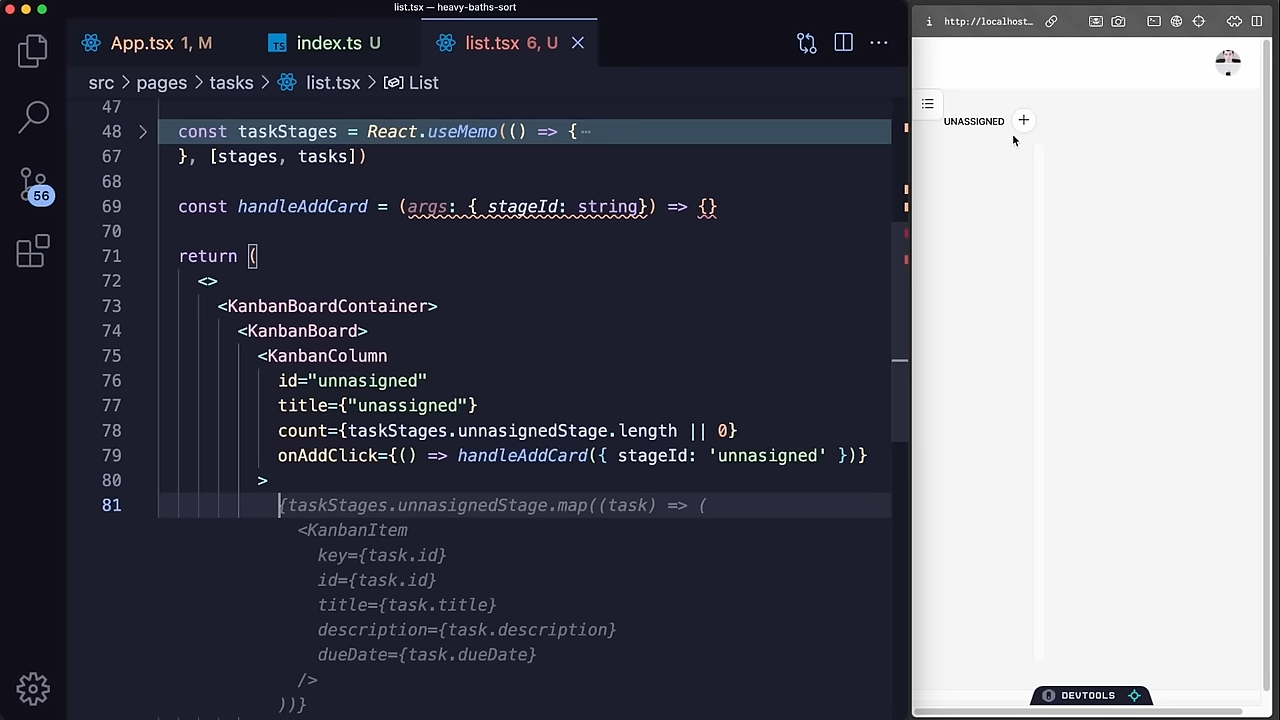 list.tsx — heavy-baths-sort
App.tsx 1, M
TS index.ts U
list.tsx 6, U
src > pages > tasks > list.tsx > List
47
48 const taskStages = React.useMemo(() => {…
67 }, [stages, tasks])
68
69 const handleAddCard = (args: { stageId: string}) => {}
70
71 return (
72 <>
73 <KanbanBoardContainer>
74 <KanbanBoard>
75 <KanbanColumn
76 id="unnasigned"
77 title={"unassigned"}
78 count={taskStages.unnasignedStage.length || 0}
79 onAddClick={() => handleAddCard({ stageId: 'unnasigned' })}
80 >
81 {taskStages.unnasignedStage.map((task) => (
<KanbanItem
key={task.id}
id={task.id}
title={task.title}
description={task.description}
dueDate={task.dueDate}
/>
))}
56
http://localhost…
UNASSIGNED
DEVTOOLS